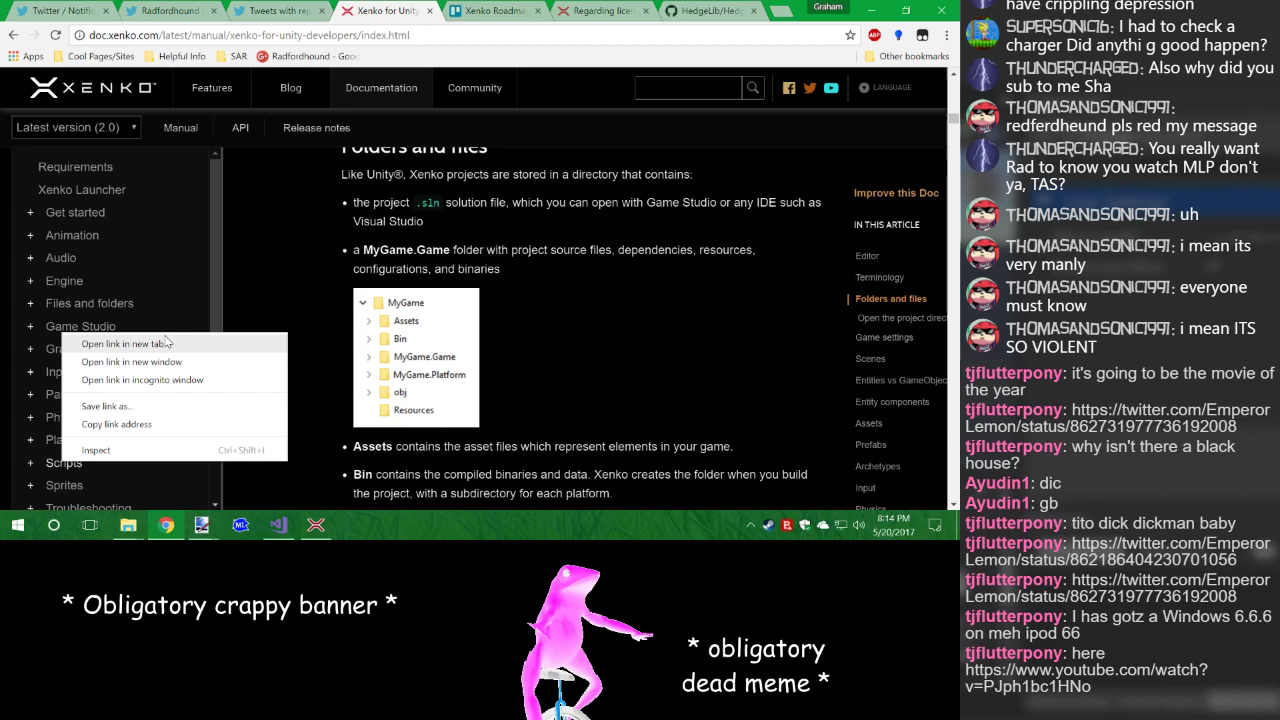 Twitter / Notific
Radfordhound
Tweets with rep
Xenko for Unity
Xenko Roadma
Regarding licen
HedgeLib/Hedg
Graham
doc.xenko.com/latest/manual/xenko-for-unity-developers/index.html
ABP
Apps
Cool Pages/Sites
Helpful Info
SAR
Radfordhound - Goo
Other bookmarks
XENKO
Features
Blog
Documentation
Community
LANGUAGE
Latest version (2.0)
Manual
API
Release notes
Requirements
Xenko Launcher
+ Get started
+ Animation
+ Audio
+ Engine
+ Files and folders
+ Game Studio
+ Gra
+ Inp
+ Pa
+ Phy
+ Pla
+ Scripts
+ Sprites
+ Troubleshooting
Open link in new tab
Open link in new window
Open link in incognito window
Save link as...
Copy link address
Inspect Ctrl+Shift+I
Folders and files
Like Unity®, Xenko projects are stored in a directory that contains:
• the project .sln solution file, which you can open with Game Studio or any IDE such as
Visual Studio
• a MyGame.Game folder with project source files, dependencies, resources,
configurations, and binaries
MyGame
Assets
Bin
MyGame.Game
MyGame.Platform
obj
Resources
• Assets contains the asset files which represent elements in your game.
• Bin contains the compiled binaries and data. Xenko creates the folder when you build
the project, with a subdirectory for each platform.
Improve this Doc
IN THIS ARTICLE
Editor
Terminology
Folders and files
Open the project direc
Game settings
Scenes
Entities vs GameObjec
Entity components
Assets
Prefabs
Archetypes
Input
Physics
ML
8:14 PM
5/20/2017
* Obligatory crappy banner *
* obligatory
dead meme *
have crippling depression
SUPERSONIC16: I had to check a
charger Did anythi g good happen?
THUNDERCHARGED: Also why did you
sub to me Sha
THOMASANDSONIC1991:
redferdheund pls red my message
THUNDERCHARGED: You really want
Rad to know you watch MLP don't
ya, TAS?
THOMASANDSONIC1991: uh
THOMASANDSONIC1991: i mean its
very manly
THOMASANDSONIC1991: everyone
must know
THOMASANDSONIC1991: i mean ITS
SO VIOLENT
tjflutterpony: it's going to be the movie of
the year
tjflutterpony: https://twitter.com/Emperor
Lemon/status/862731977736192008
tjflutterpony: why isn't there a black
house?
Ayudin1: dic
Ayudin1: gb
tjflutterpony: tito dick dickman baby
tjflutterpony: https://twitter.com/Emperor
Lemon/status/862186404230701056
tjflutterpony: https://twitter.com/Emperor
Lemon/status/862731977736192008
tjflutterpony: I has gotz a Windows 6.6.6
on meh ipod 66
tjflutterpony: here
https://www.youtube.com/watch?
v=PJph1bc1HNo